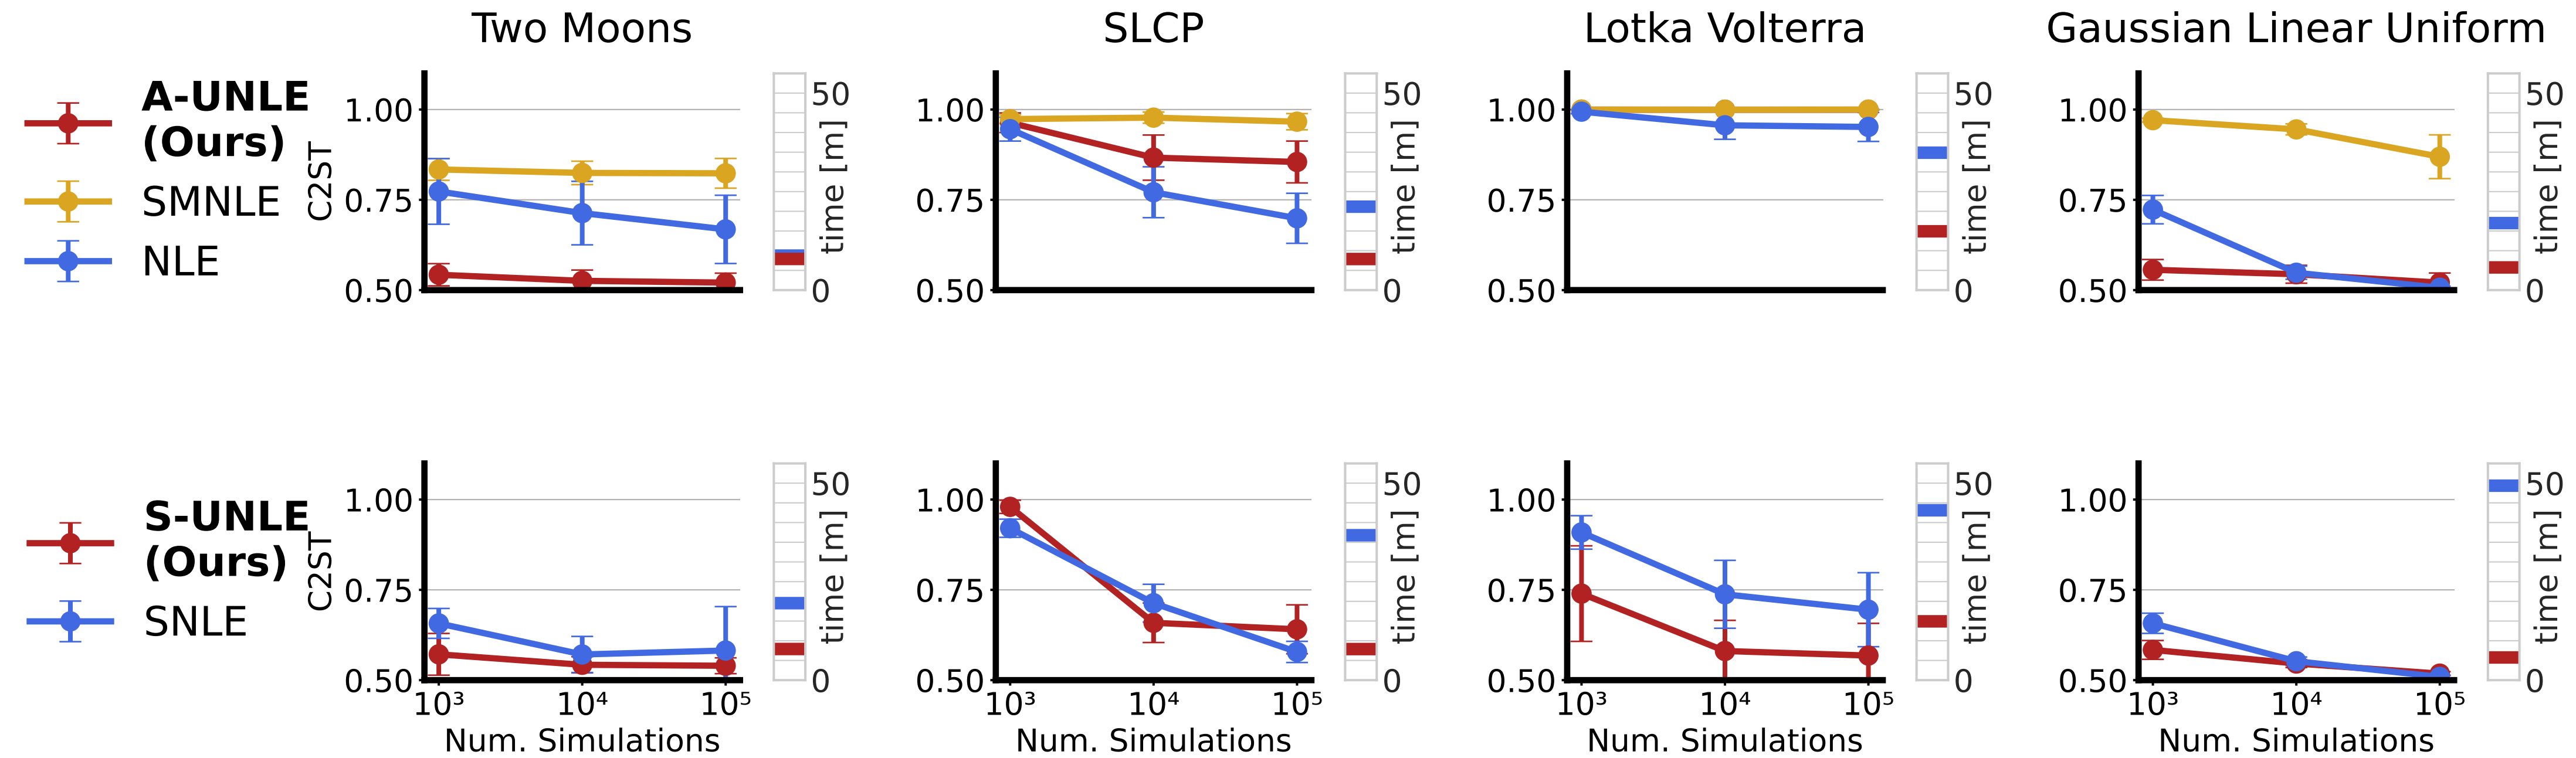 Two Moons
SLCP
Lotka Volterra
Gaussian Linear Uniform
A-UNLE
(Ours)
SMNLE
NLE
C2ST
1.00
0.75
0.50
50
0
time [m]
1.00
0.75
0.50
50
0
time [m]
1.00
0.75
0.50
50
0
time [m]
1.00
0.75
0.50
50
0
time [m]
S-UNLE
(Ours)
SNLE
C2ST
1.00
0.75
0.50
10³ 10⁴ 10⁵
Num. Simulations
50
0
time [m]
1.00
0.75
0.50
10³ 10⁴ 10⁵
Num. Simulations
50
0
time [m]
1.00
0.75
0.50
10³ 10⁴ 10⁵
Num. Simulations
50
0
time [m]
1.00
0.75
0.50
10³ 10⁴ 10⁵
Num. Simulations
50
0
time [m]